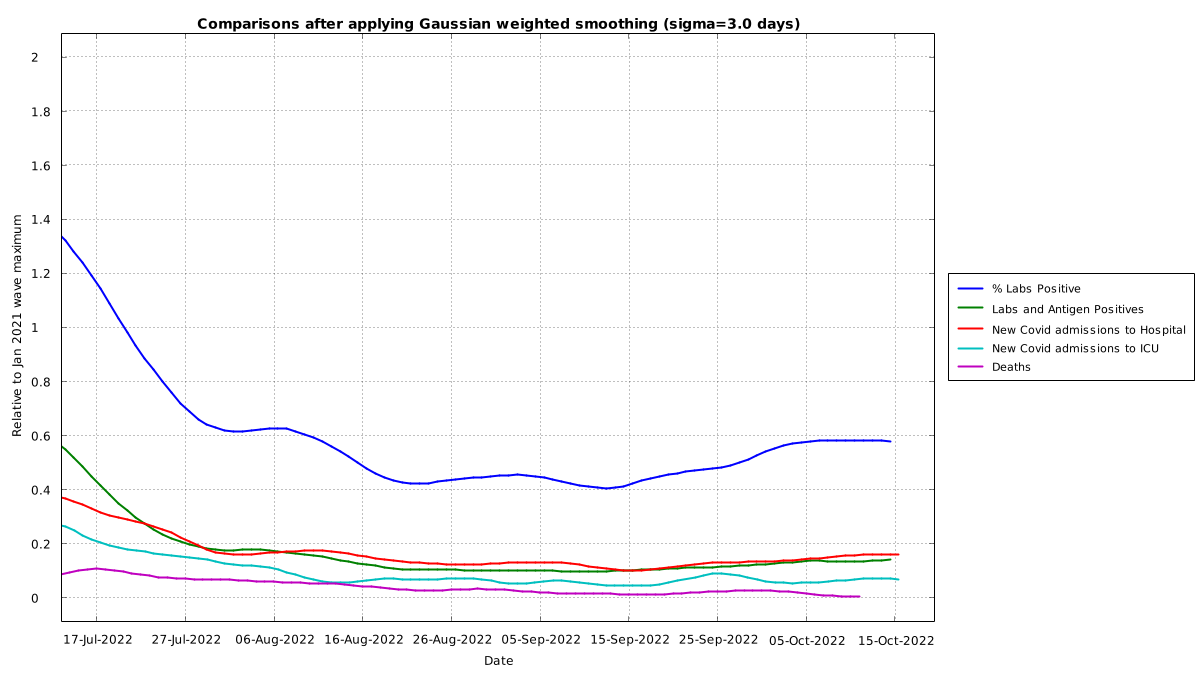 Comparisons after applying Gaussian weighted smoothing (sigma=3.0 days)
2
1.8
1.6
1.4
1.2
1
0.8
0.6
0.4
0.2
0
Relative to Jan 2021 wave maximum
17-Jul-2022 27-Jul-2022 06-Aug-2022 16-Aug-2022 26-Aug-2022 05-Sep-2022 15-Sep-2022 25-Sep-2022 05-Oct-2022 15-Oct-2022
Date
% Labs Positive
Labs and Antigen Positives
New Covid admissions to Hospital
New Covid admissions to ICU
Deaths